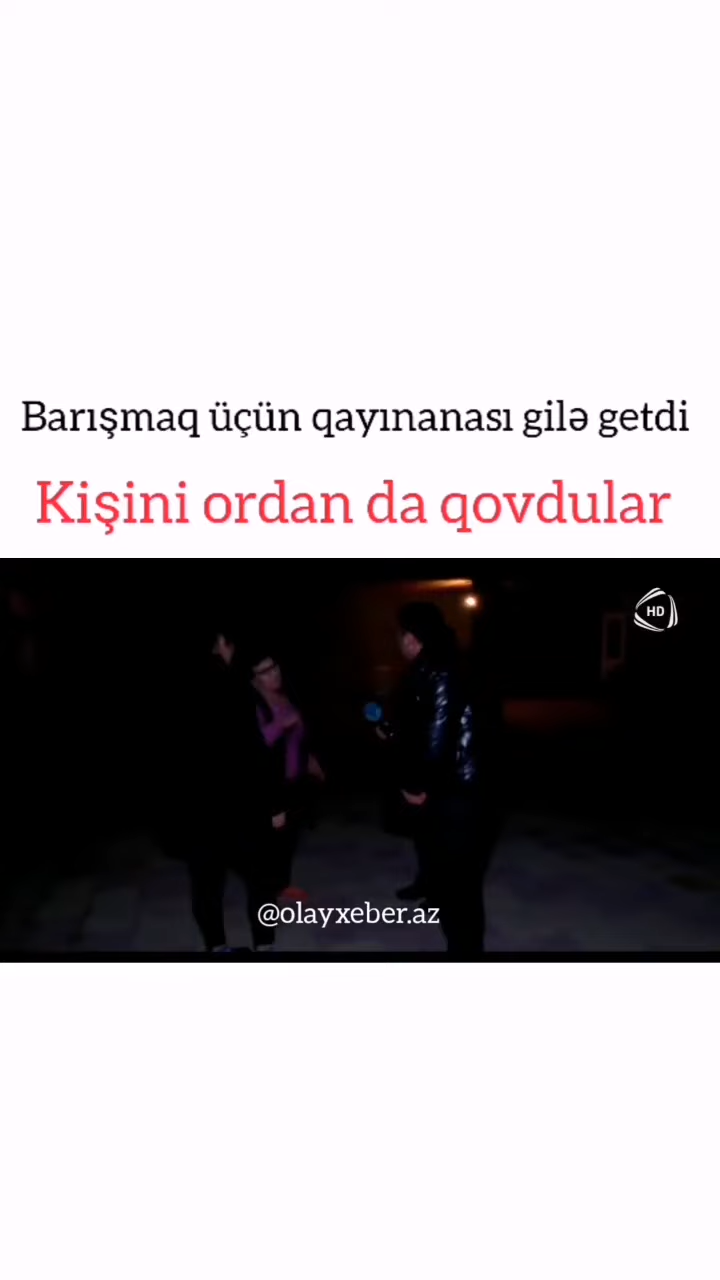 Barışmaq üçün qayınanası gilə getdi
Kişini ordan da qovdular
HD
@olayxeber.az